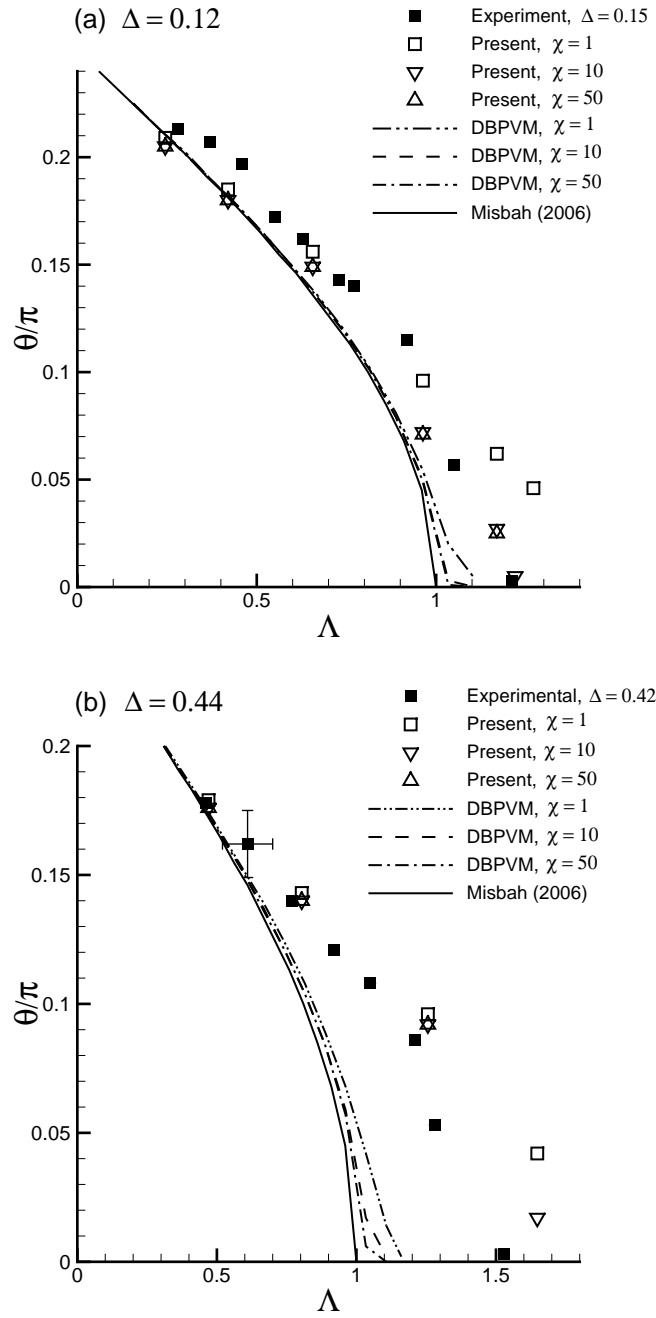 (a) Δ = 0.12
Experiment, Δ = 0.15
Present, χ = 1
Present, χ = 10
Present, χ = 50
DBPVM, χ = 1
DBPVM, χ = 10
DBPVM, χ = 50
Misbah (2006)
0.2
0.15
0.1
0.05
0
θ/π
0
0.5
1
Λ
(b) Δ = 0.44
Experimental, Δ = 0.42
Present, χ = 1
Present, χ = 10
Present, χ = 50
DBPVM, χ = 1
DBPVM, χ = 10
DBPVM, χ = 50
Misbah (2006)
0.2
0.15
0.1
0.05
0
θ/π
0
0.5
1
1.5
Λ